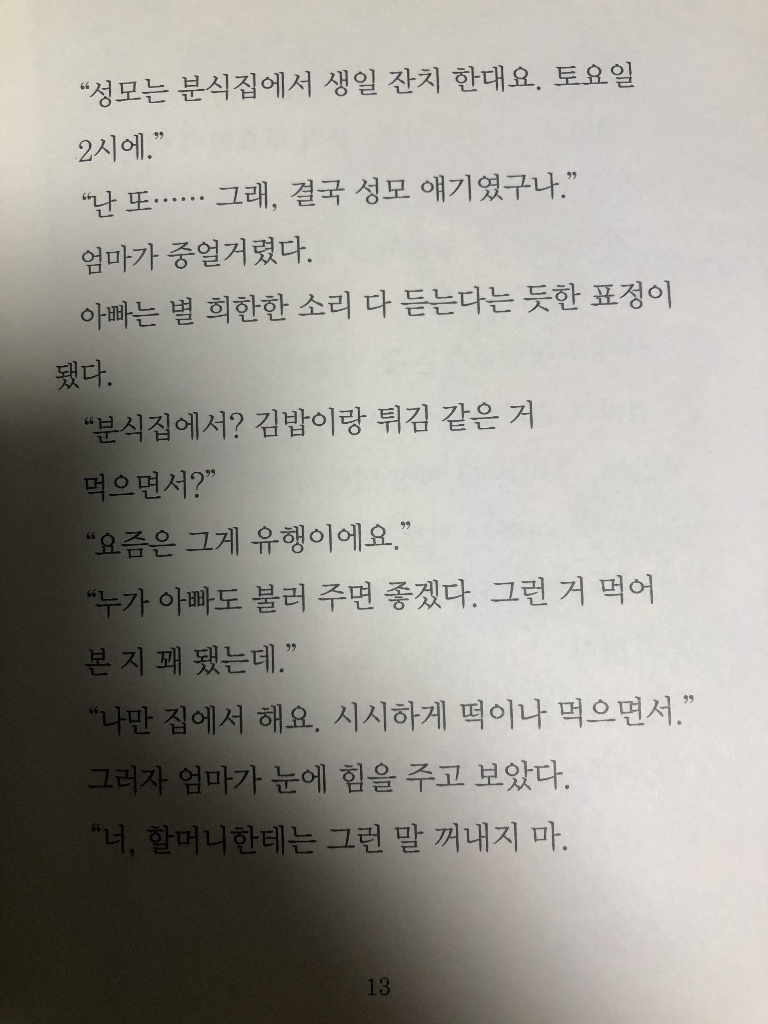 “성모는 분식집에서 생일 잔치 한대요. 토요일
2시에.”
“난 또…… 그래, 결국 성모 얘기였구나.”
엄마가 중얼거렸다.
아빠는 별 희한한 소리 다 듣는다는 듯한 표정이
됐다.
“분식집에서? 김밥이랑 튀김 같은 거
먹으면서?”
“요즘은 그게 유행이에요.”
“누가 아빠도 불러 주면 좋겠다. 그런 거 먹어
본 지 꽤 됐는데.”
“나만 집에서 해요. 시시하게 떡이나 먹으면서.”
그러자 엄마가 눈에 힘을 주고 보았다.
“너, 할머니한테는 그런 말 꺼내지 마.
13